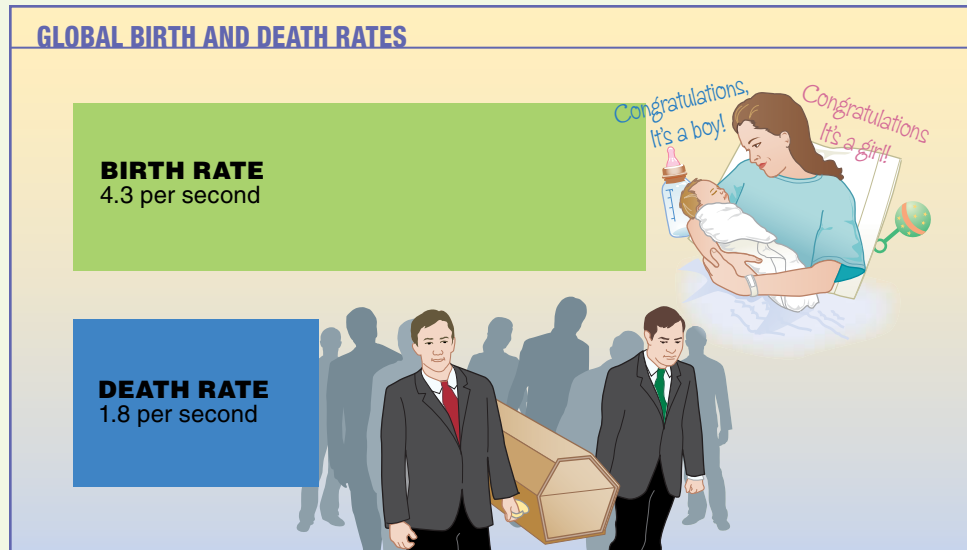 GLOBAL BIRTH AND DEATH RATES
BIRTH RATE
4.3 per second
Congratulations,
It's a boy!
Congratulations
It's a girl!
DEATH RATE
1.8 per second